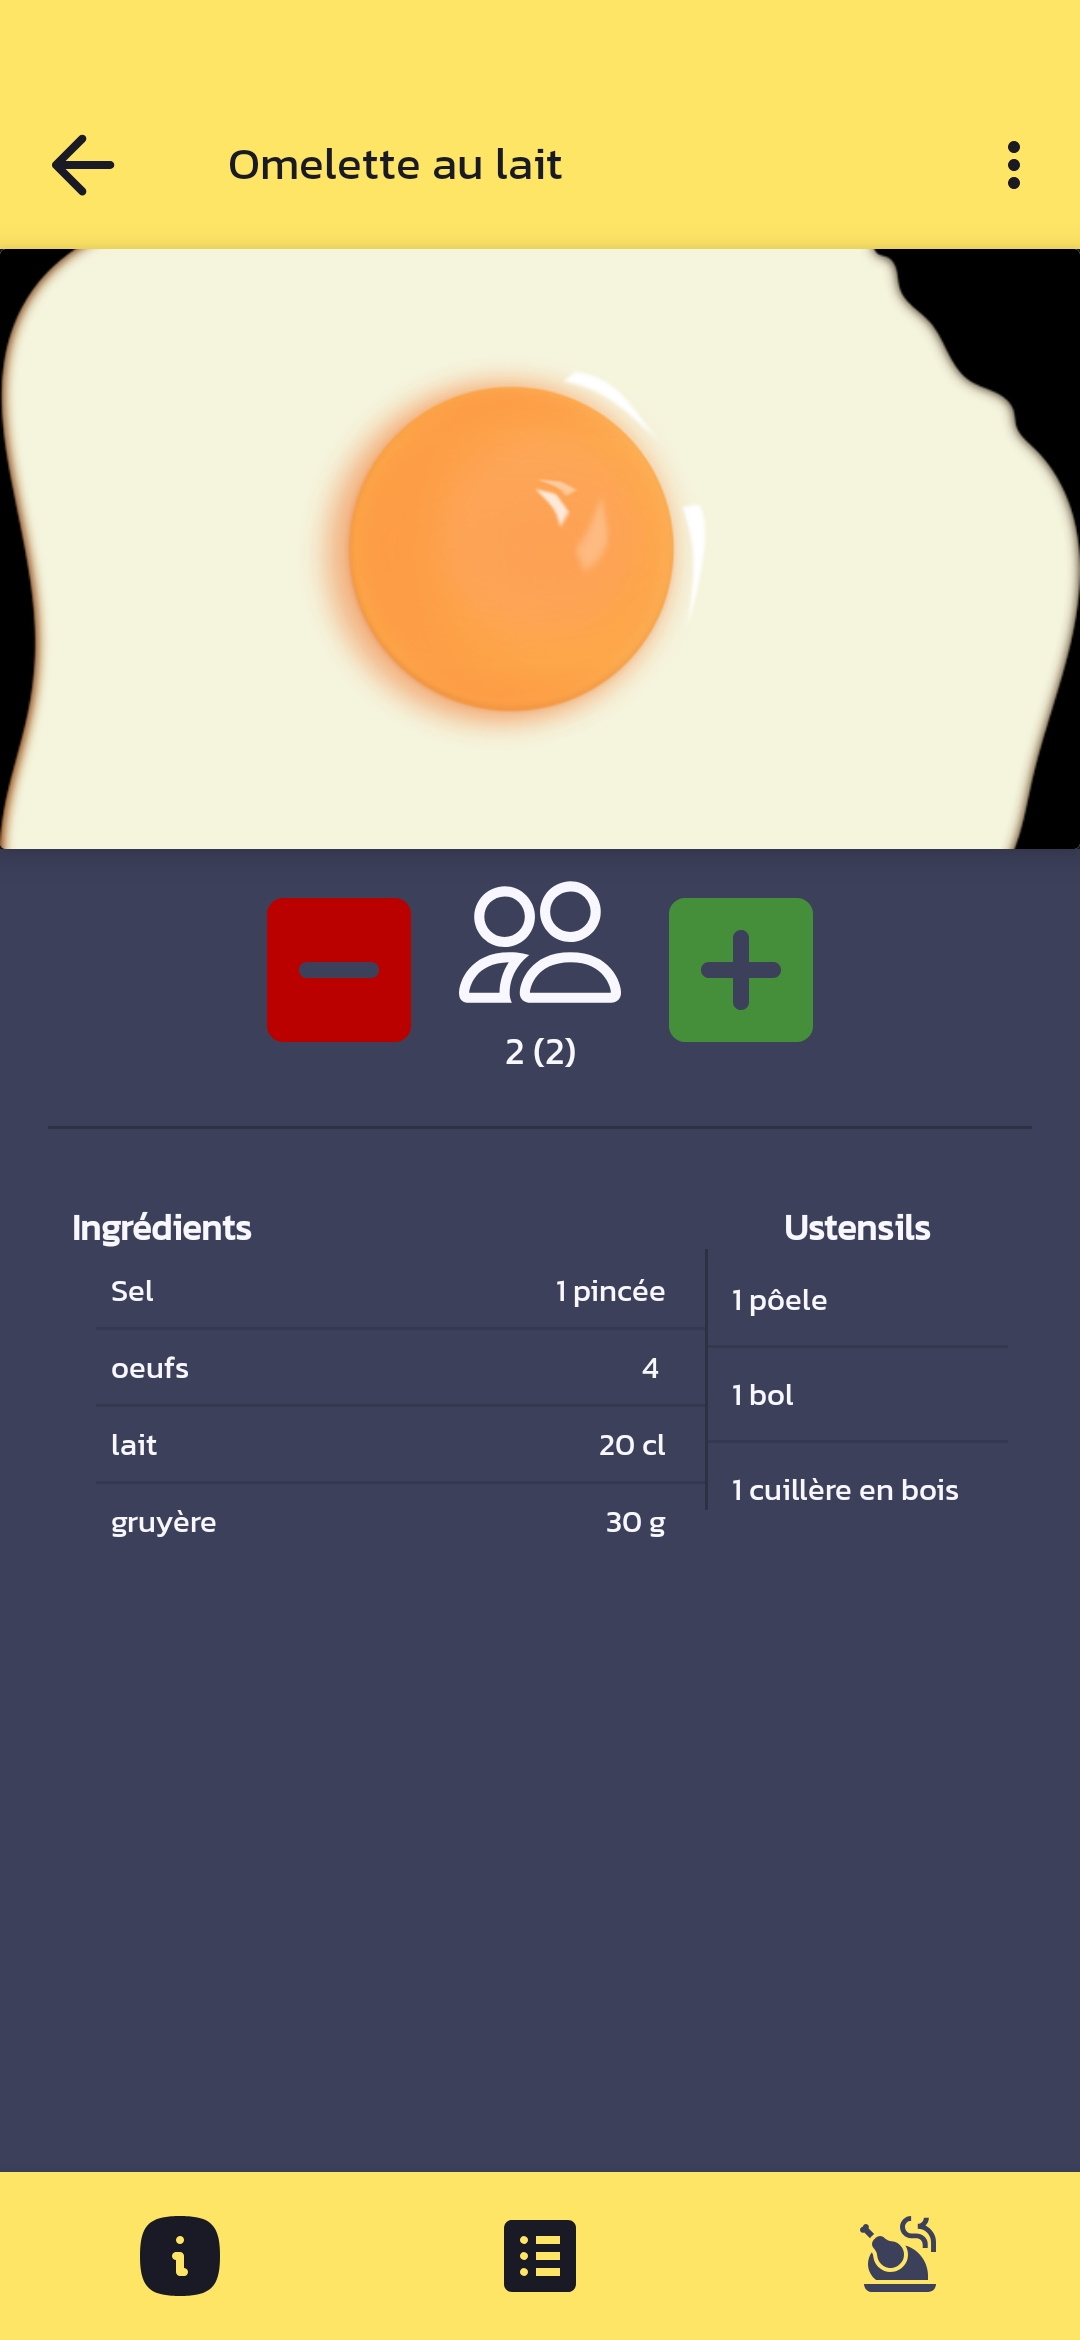 Omelette au lait
2 (2)
Ingrédients
Sel 1 pincée
oeufs 4
lait 20 cl
gruyère 30 g
Ustensils
1 pôele
1 bol
1 cuillère en bois